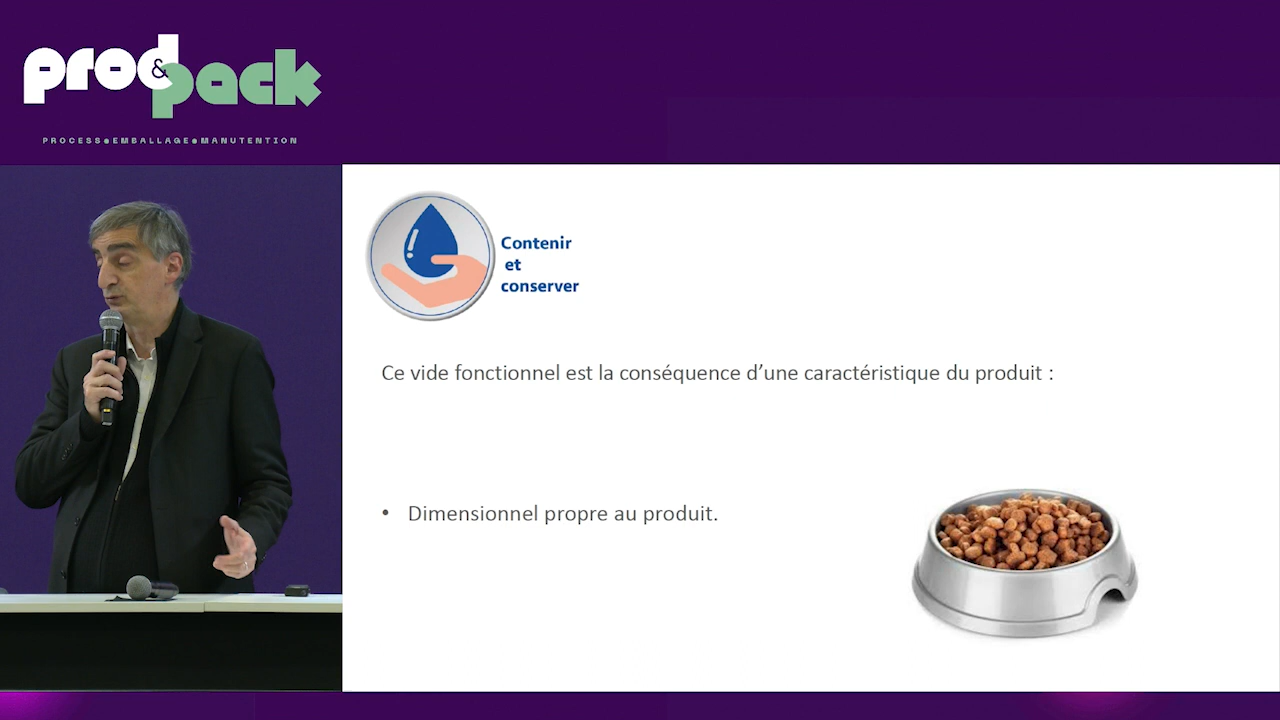 prod&pack
PROCESS●EMBALLAGE●MANUTENTION
Contenir
et
conserver
Ce vide fonctionnel est la conséquence d’une caractéristique du produit :
• Dimensionnel propre au produit.